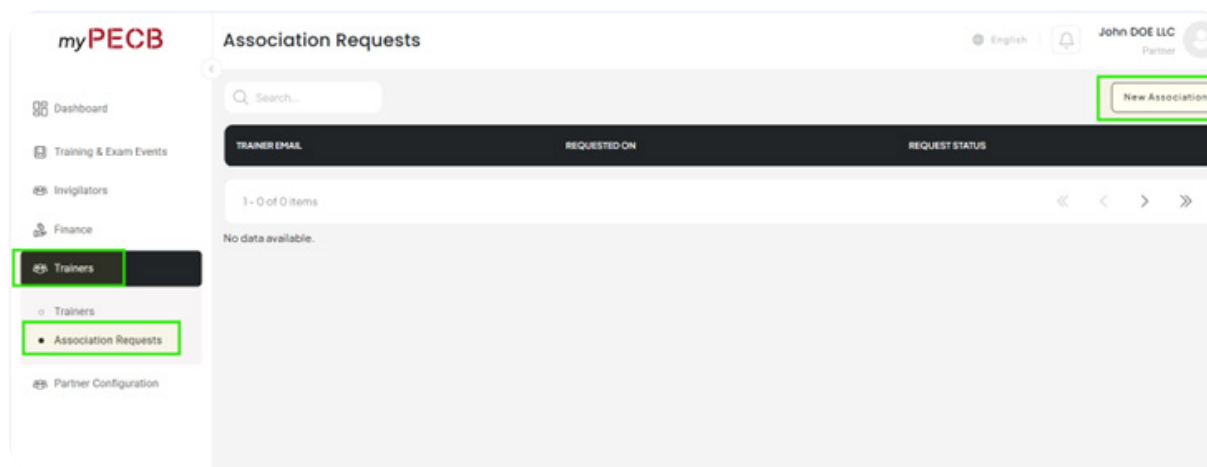 myPECB
Association Requests
English
John DOE LLC
Partner
Search...
New Association
Dashboard
Training & Exam Events
Invigilators
Finance
Trainers
Trainers
Association Requests
Partner Configuration
TRAINER EMAIL REQUESTED ON REQUEST STATUS
1 - 0 of 0 items
No data available.